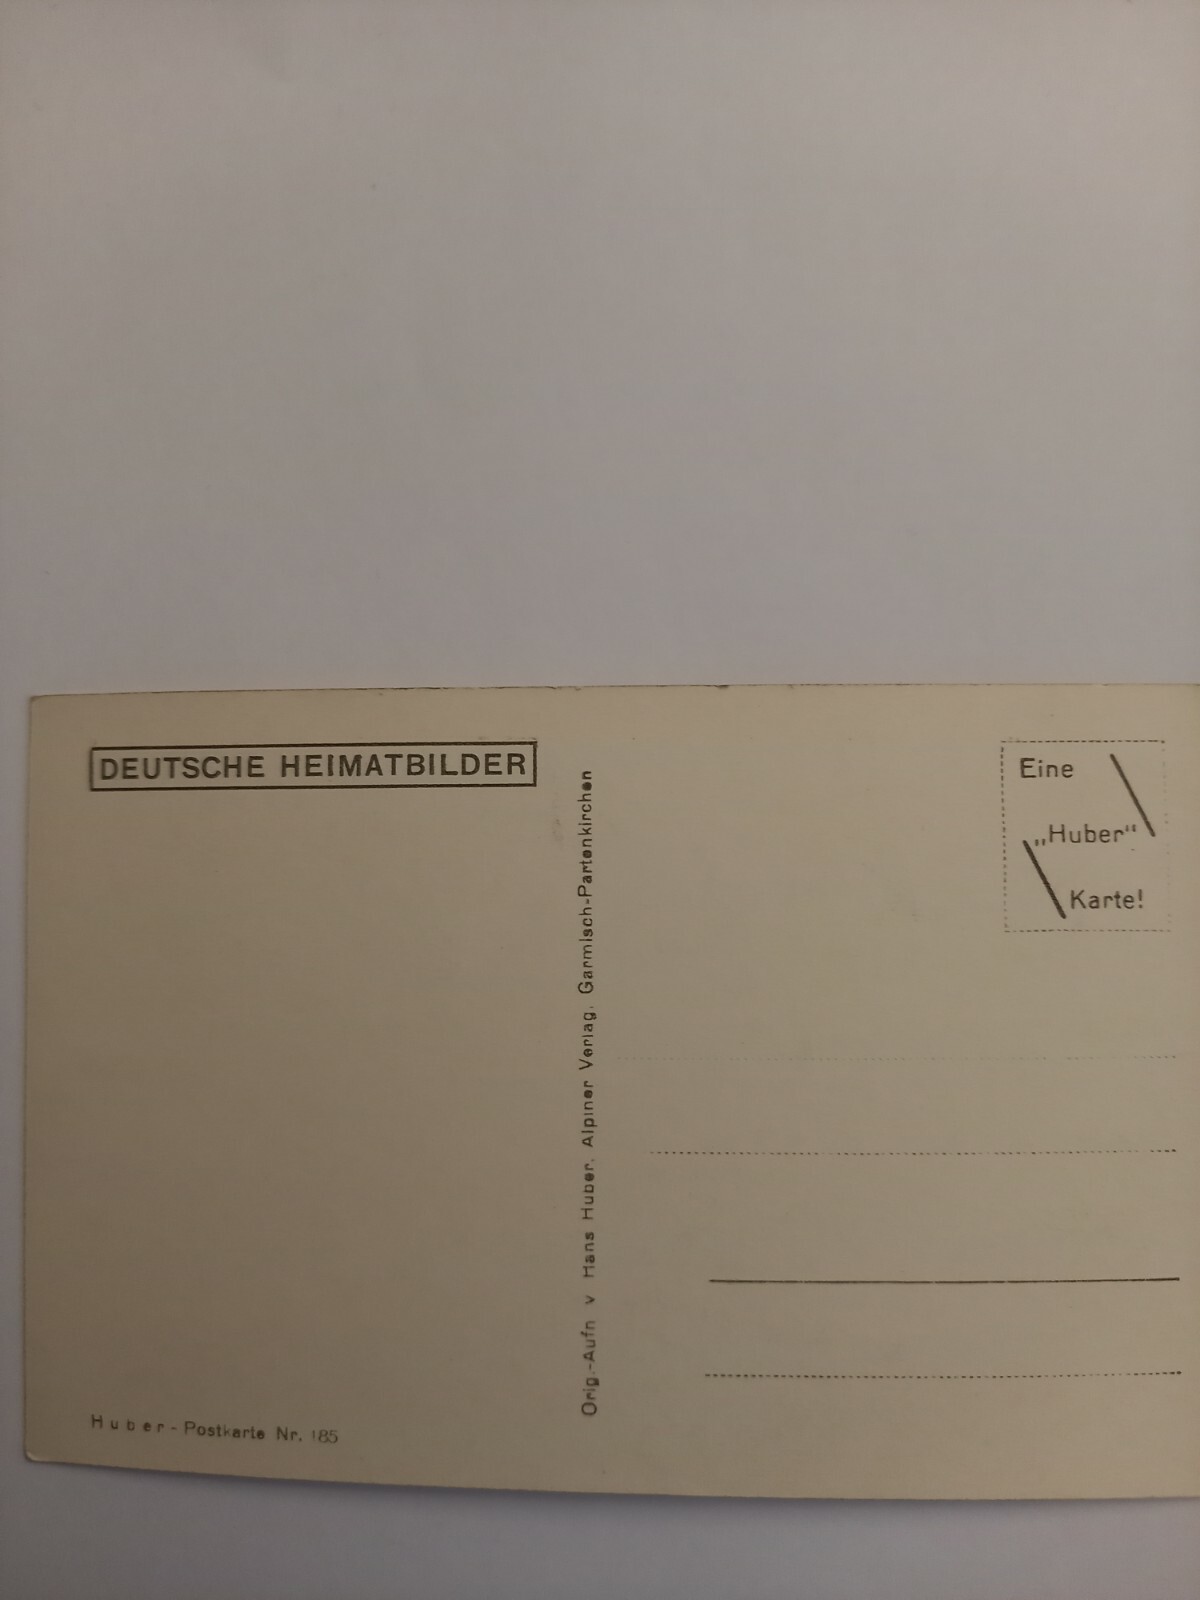 DEUTSCHE HEIMATBILDER
Eine
„Huber"
Karte!
Orig.-Aufn v Hans Huber, Alpiner Verlag, Garmisch-Partenkirchen
Huber-Postkarte Nr. 185